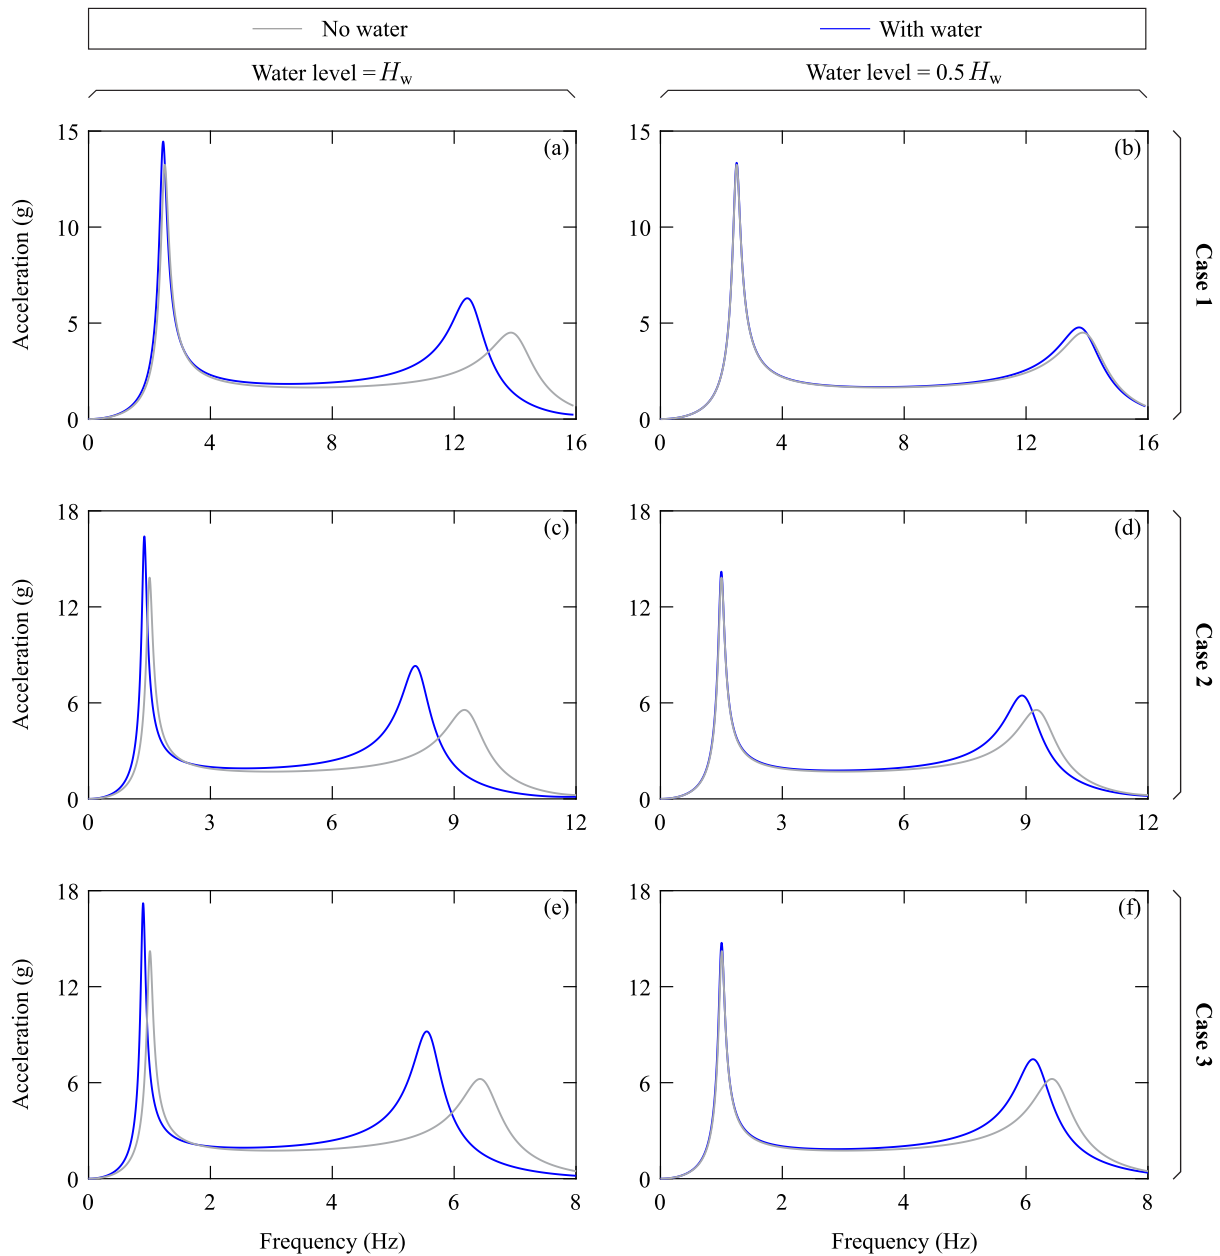 No water
With water
Water level = Hw
Water level = 0.5 Hw
15
10
5
0
Acceleration (g)
(a)
0 4 8 12 16
(b)
0 4 8 12 16
Case 1
15
10
5
0
18
12
6
0
Acceleration (g)
(c)
0 3 6 9 12
18
12
6
0
(d)
0 3 6 9 12
Case 2
18
12
6
0
Acceleration (g)
(e)
0 2 4 6 8
Frequency (Hz)
18
12
6
0
(f)
0 2 4 6 8
Frequency (Hz)
Case 3